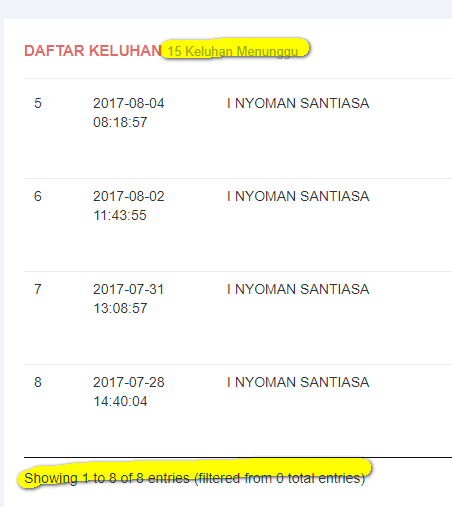 DAFTAR KELUHAN 15 Keluhan Menunggu
5 2017-08-04 I NYOMAN SANTIASA
08:18:57
6 2017-08-02 I NYOMAN SANTIASA
11:43:55
7 2017-07-31 I NYOMAN SANTIASA
13:08:57
8 2017-07-28 I NYOMAN SANTIASA
14:40:04
Showing 1 to 8 of 8 entries (filtered from 0 total entries)